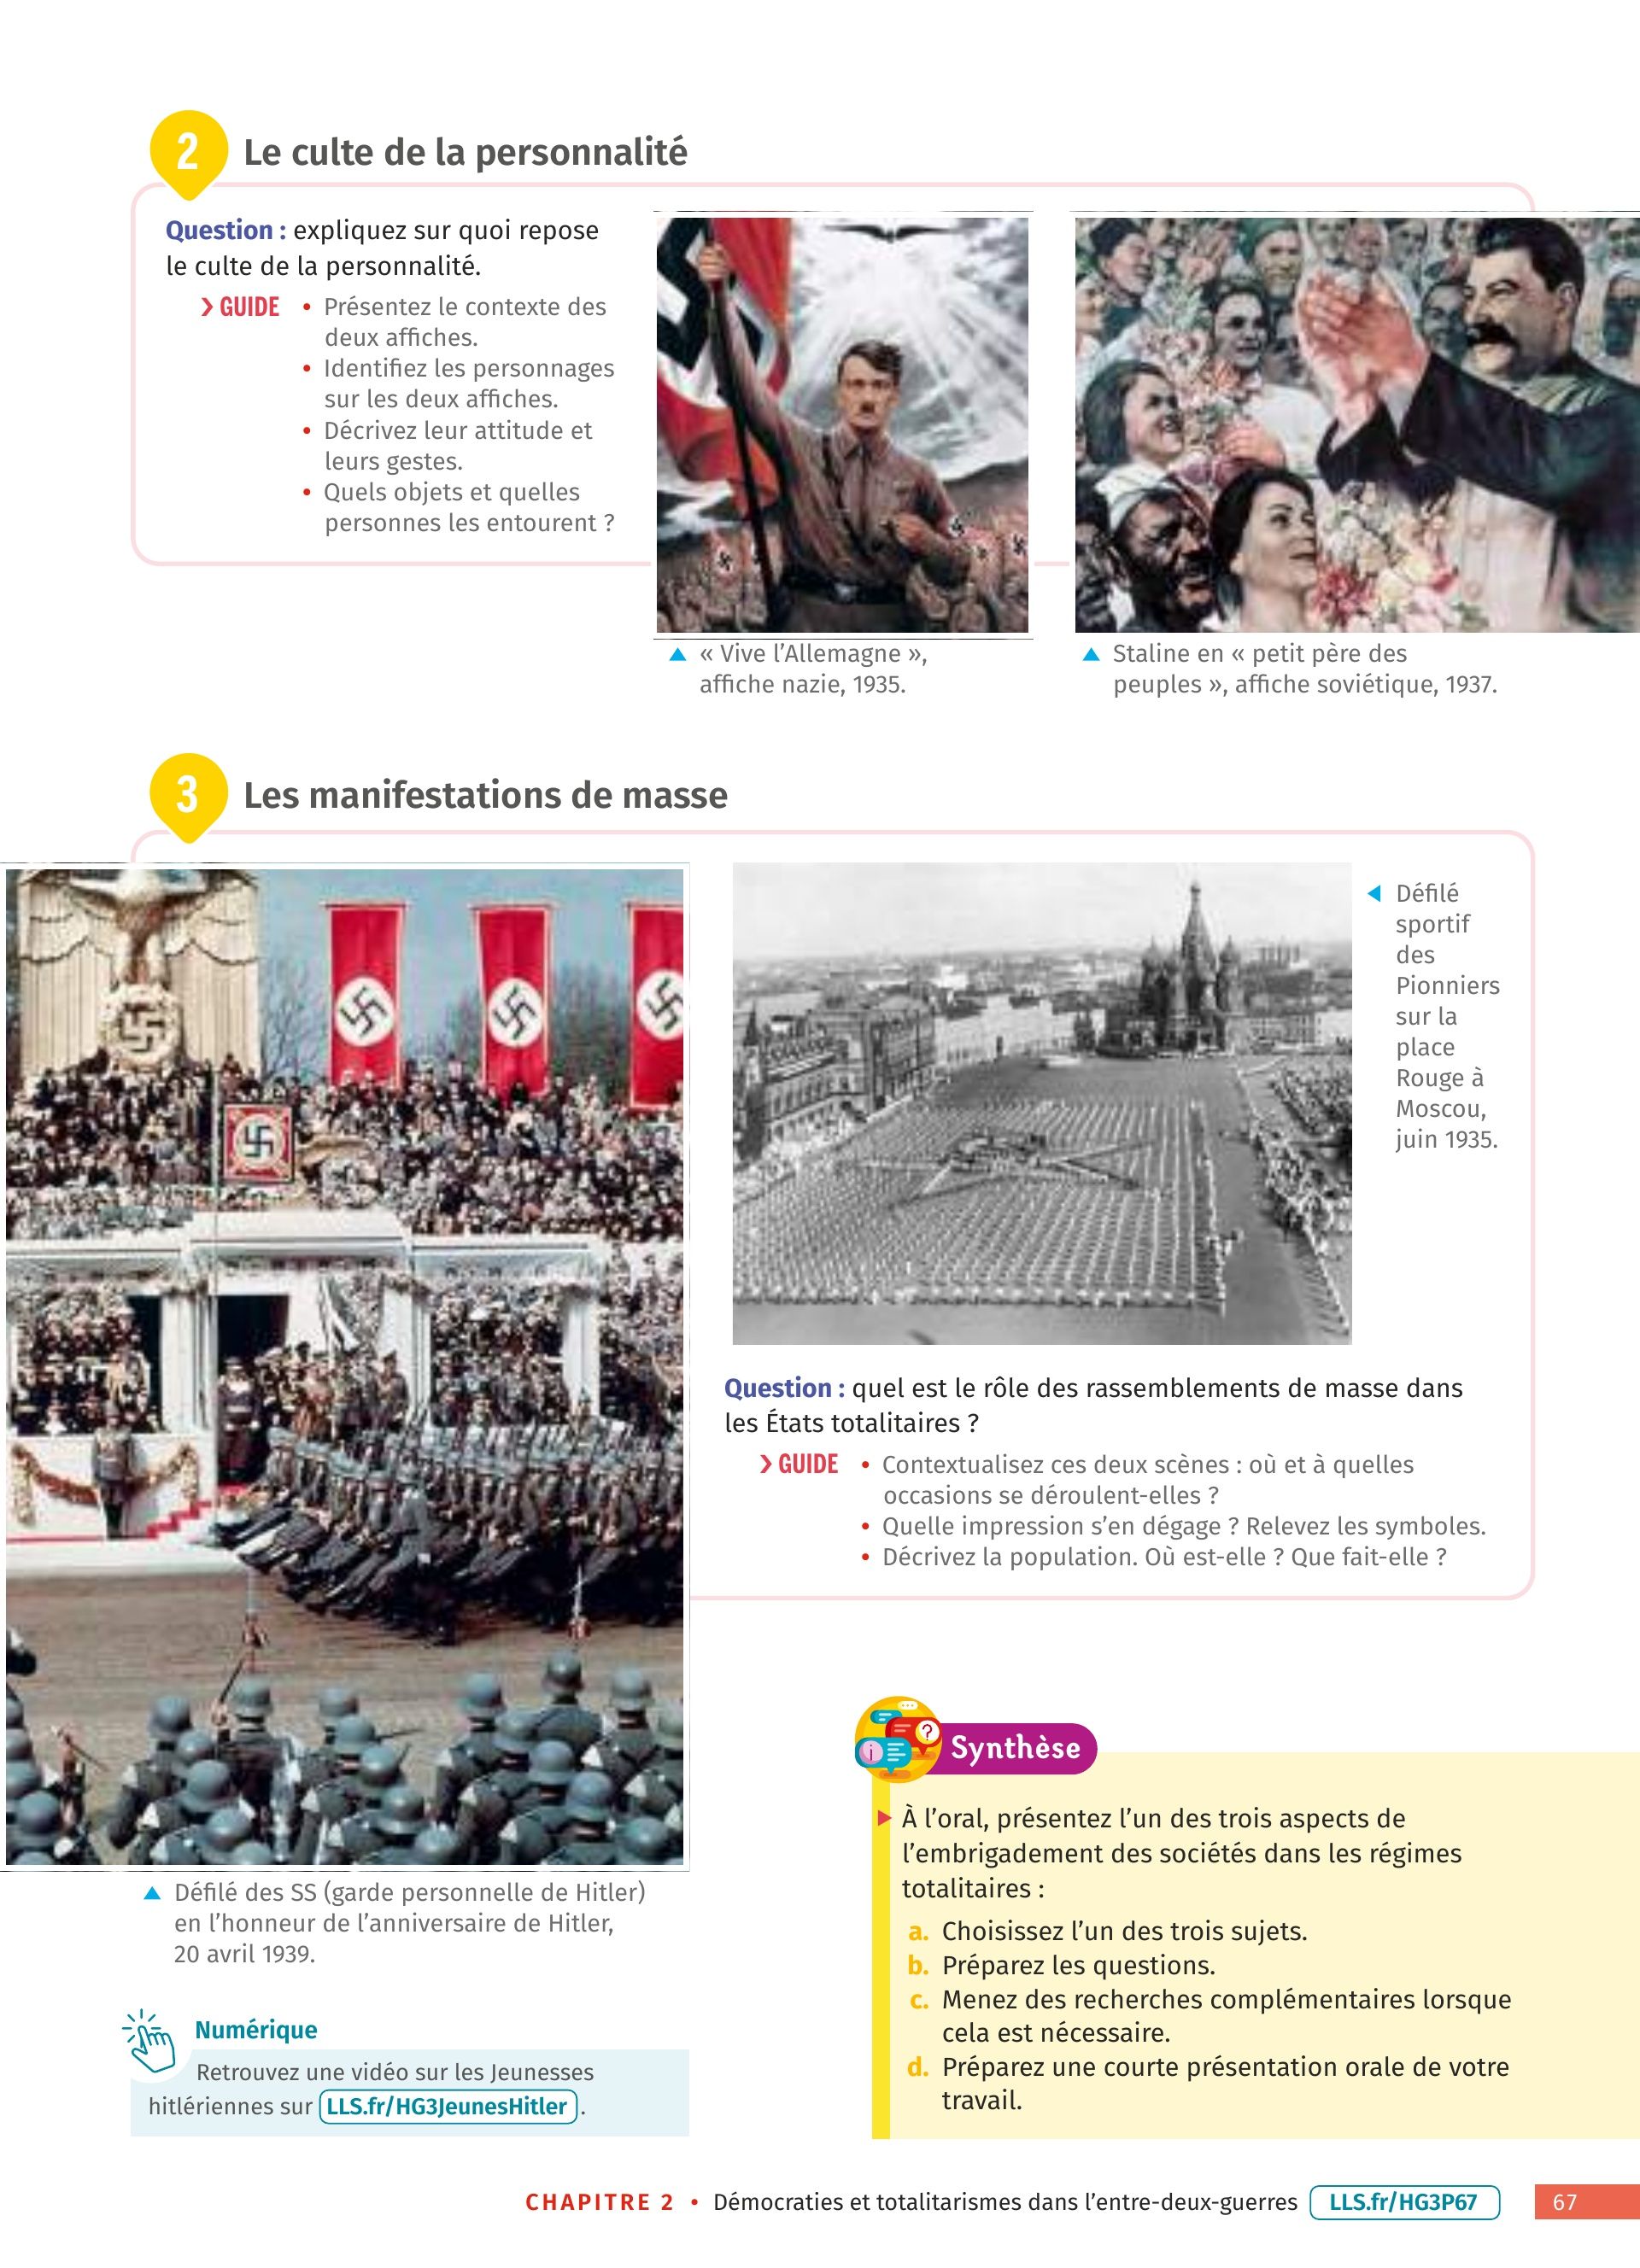 2
Le culte de la personnalité
Question : expliquez sur quoi repose
le culte de la personnalité.
› GUIDE • Présentez le contexte des
deux affiches.
• Identifiez les personnages
sur les deux affiches.
• Décrivez leur attitude et
leurs gestes.
• Quels objets et quelles
personnes les entourent ?
▲ « Vive l’Allemagne »,
affiche nazie, 1935.
▲ Staline en « petit père des
peuples », affiche soviétique, 1937.
3
Les manifestations de masse
◄ Défilé
sportif
des
Pionniers
sur la
place
Rouge à
Moscou,
juin 1935.
Question : quel est le rôle des rassemblements de masse dans
les États totalitaires ?
› GUIDE • Contextualisez ces deux scènes : où et à quelles
occasions se déroulent-elles ?
• Quelle impression s’en dégage ? Relevez les symboles.
• Décrivez la population. Où est-elle ? Que fait-elle ?
▲ Défilé des SS (garde personnelle de Hitler)
en l’honneur de l’anniversaire de Hitler,
20 avril 1939.
Numérique
Retrouvez une vidéo sur les Jeunesses
hitlériennes sur LLS.fr/HG3JeunesHitler .
Synthèse
► À l’oral, présentez l’un des trois aspects de
l’embrigadement des sociétés dans les régimes
totalitaires :
a. Choisissez l’un des trois sujets.
b. Préparez les questions.
c. Menez des recherches complémentaires lorsque
cela est nécessaire.
d. Préparez une courte présentation orale de votre
travail.
CHAPITRE 2 • Démocraties et totalitarismes dans l’entre-deux-guerres LLS.fr/HG3P67 67